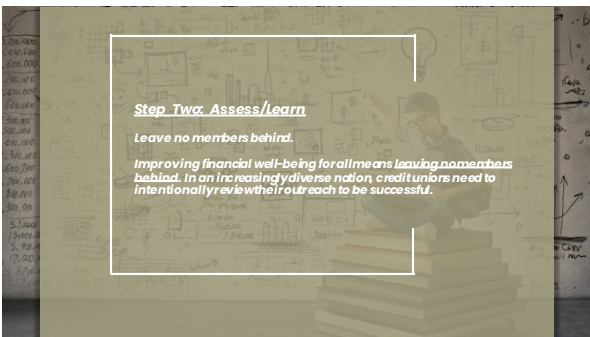 Step Two: Assess/Learn
Leave no members behind.
Improving financial well-being for all means leaving no members
behind. In an increasingly diverse nation, credit unions need to
intentionally review their outreach to be successful.